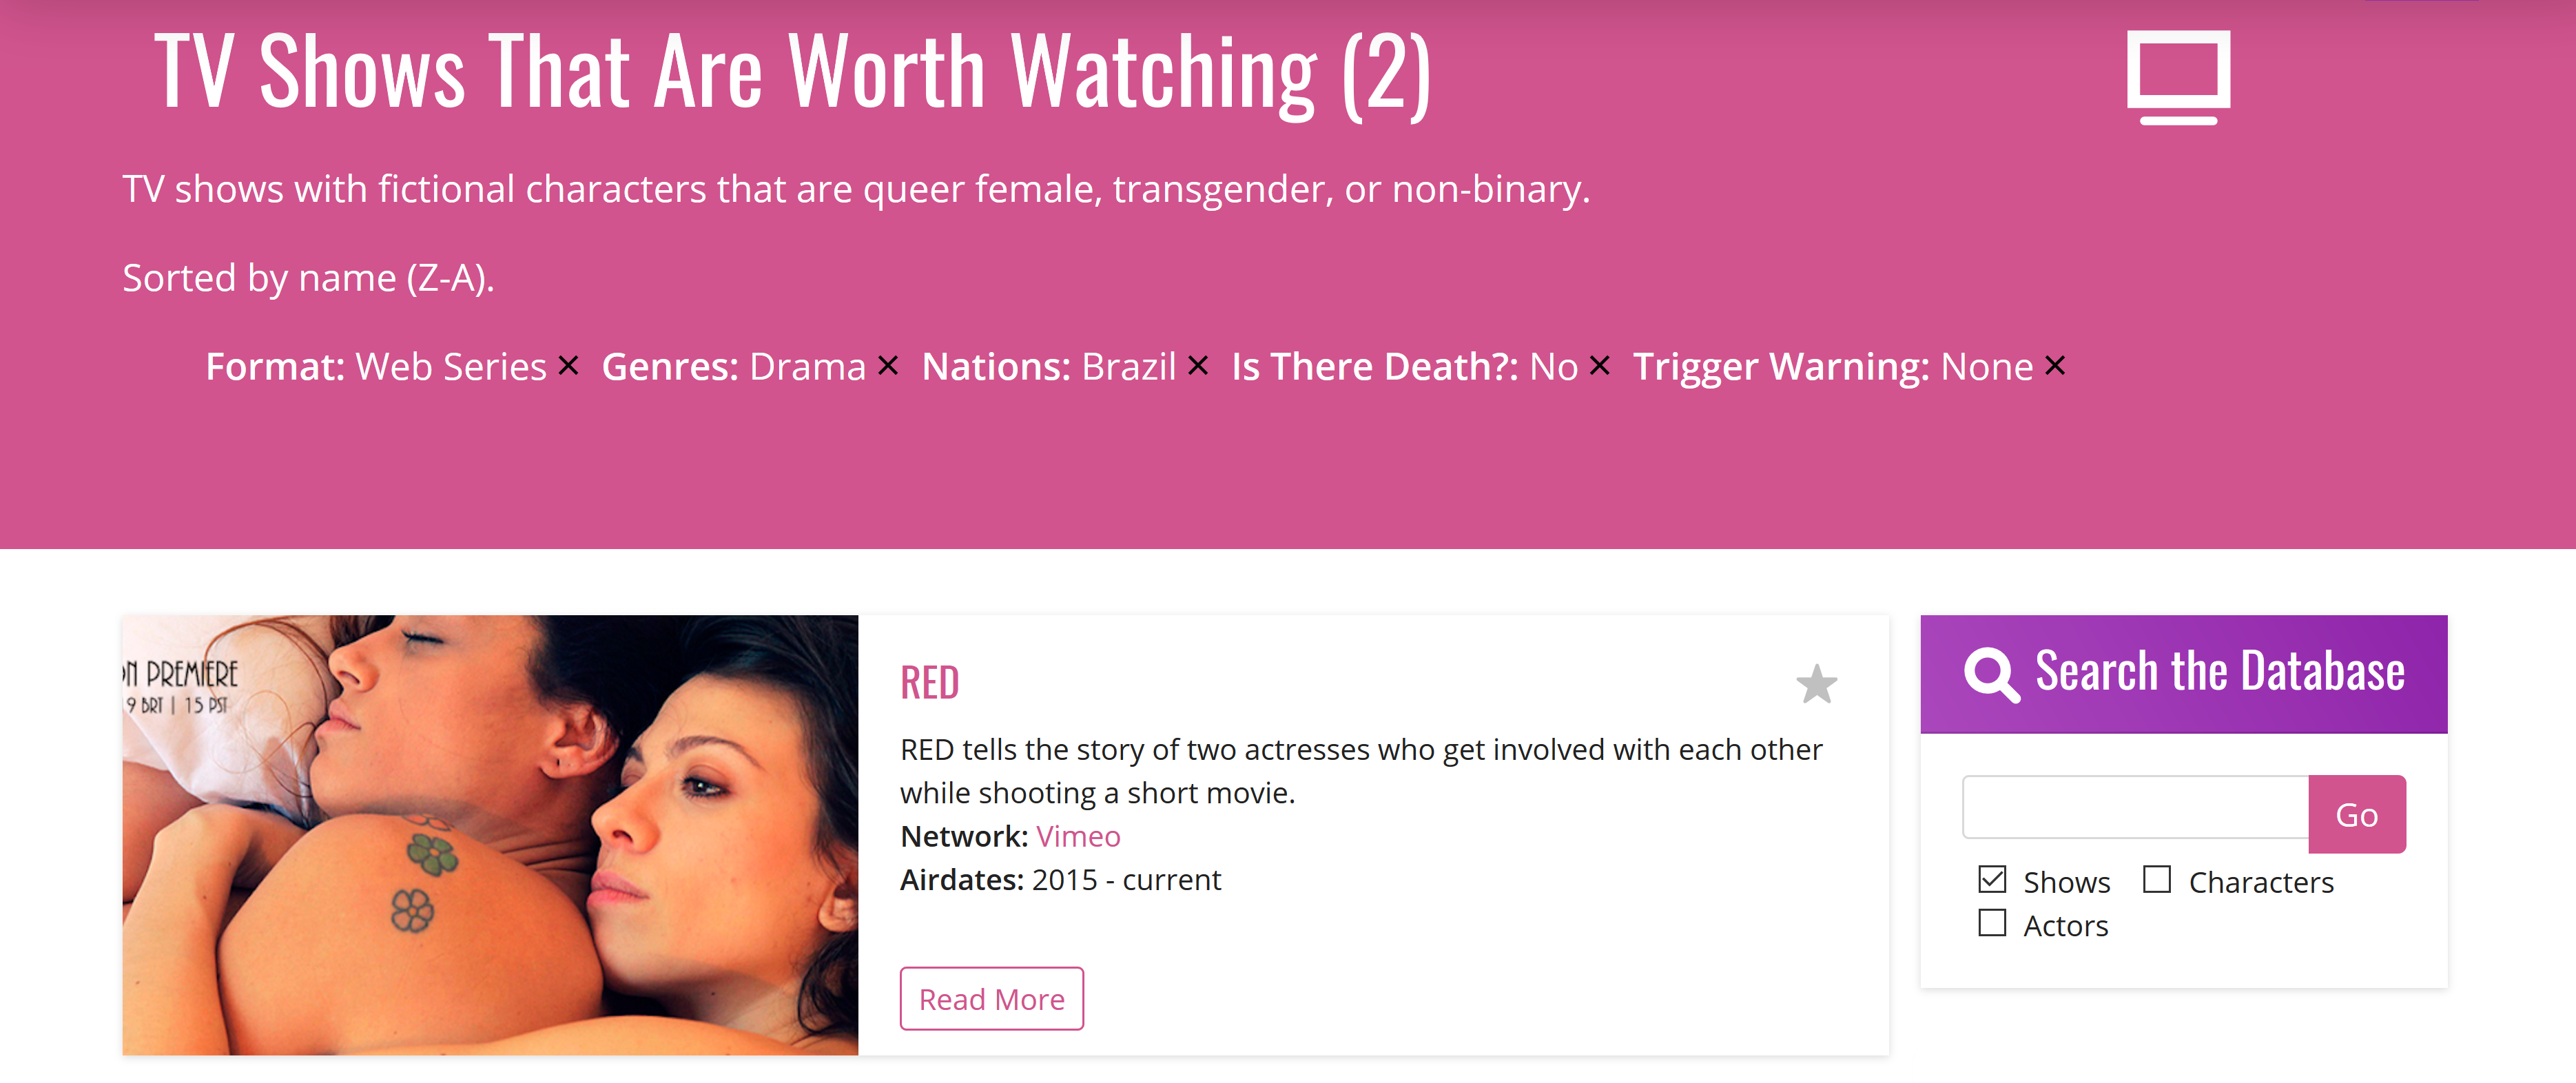 TV Shows That Are Worth Watching (2)
TV shows with fictional characters that are queer female, transgender, or non-binary.
Sorted by name (Z-A).
Format: Web Series × Genres: Drama × Nations: Brazil × Is There Death?: No × Trigger Warning: None ×
PREMIERE
9 BRT | 15 PST
RED
RED tells the story of two actresses who get involved with each other
while shooting a short movie.
Network: Vimeo
Airdates: 2015 - current
Read More
Search the Database
Go
Shows Characters
Actors